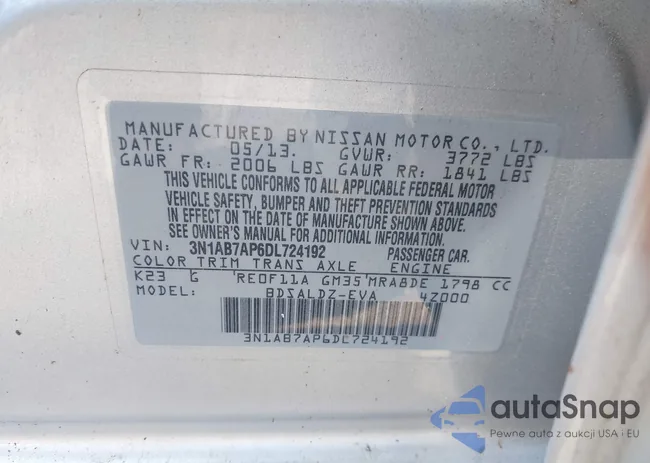 MANUFACTURED BY NISSAN MOTOR CO., LTD.
DATE: 05/13. GVWR: 3772 LBS
GAWR FR: 2006 LBS GAWR RR: 1841 LBS
THIS VEHICLE CONFORMS TO ALL APPLICABLE FEDERAL MOTOR
VEHICLE SAFETY, BUMPER AND THEFT PREVENTION STANDARDS
IN EFFECT ON THE DATE OF MANUFACTURE SHOWN ABOVE.
SEE OWNER'S MANUAL FOR ADDITIONAL INFORMATION.
VIN: 3N1AB7AP6DL724192 PASSENGER CAR.
COLOR TRIM TRANS AXLE ENGINE
K23 G RE0F11A GM35 MRA8DE 1798 CC
BDSALDZ-EVA 4Z000
3N1AB7AP6DL724192
autoSnap
Pewne auto z aukcji USA i EU